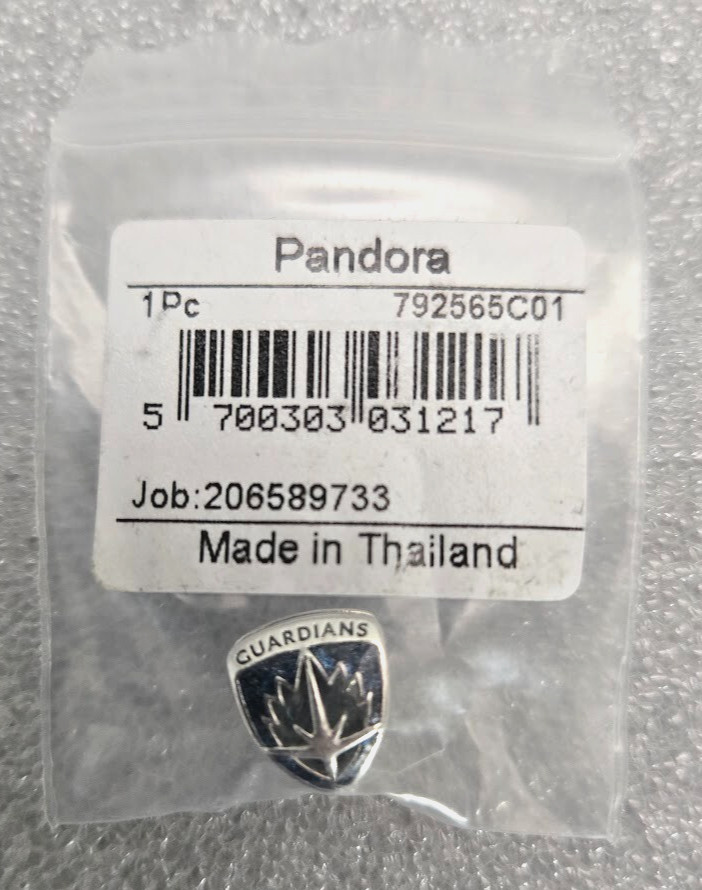 Pandora
1Pc 792565C01
5 700303 031217
Job:206589733
Made in Thailand
GUARDIANS